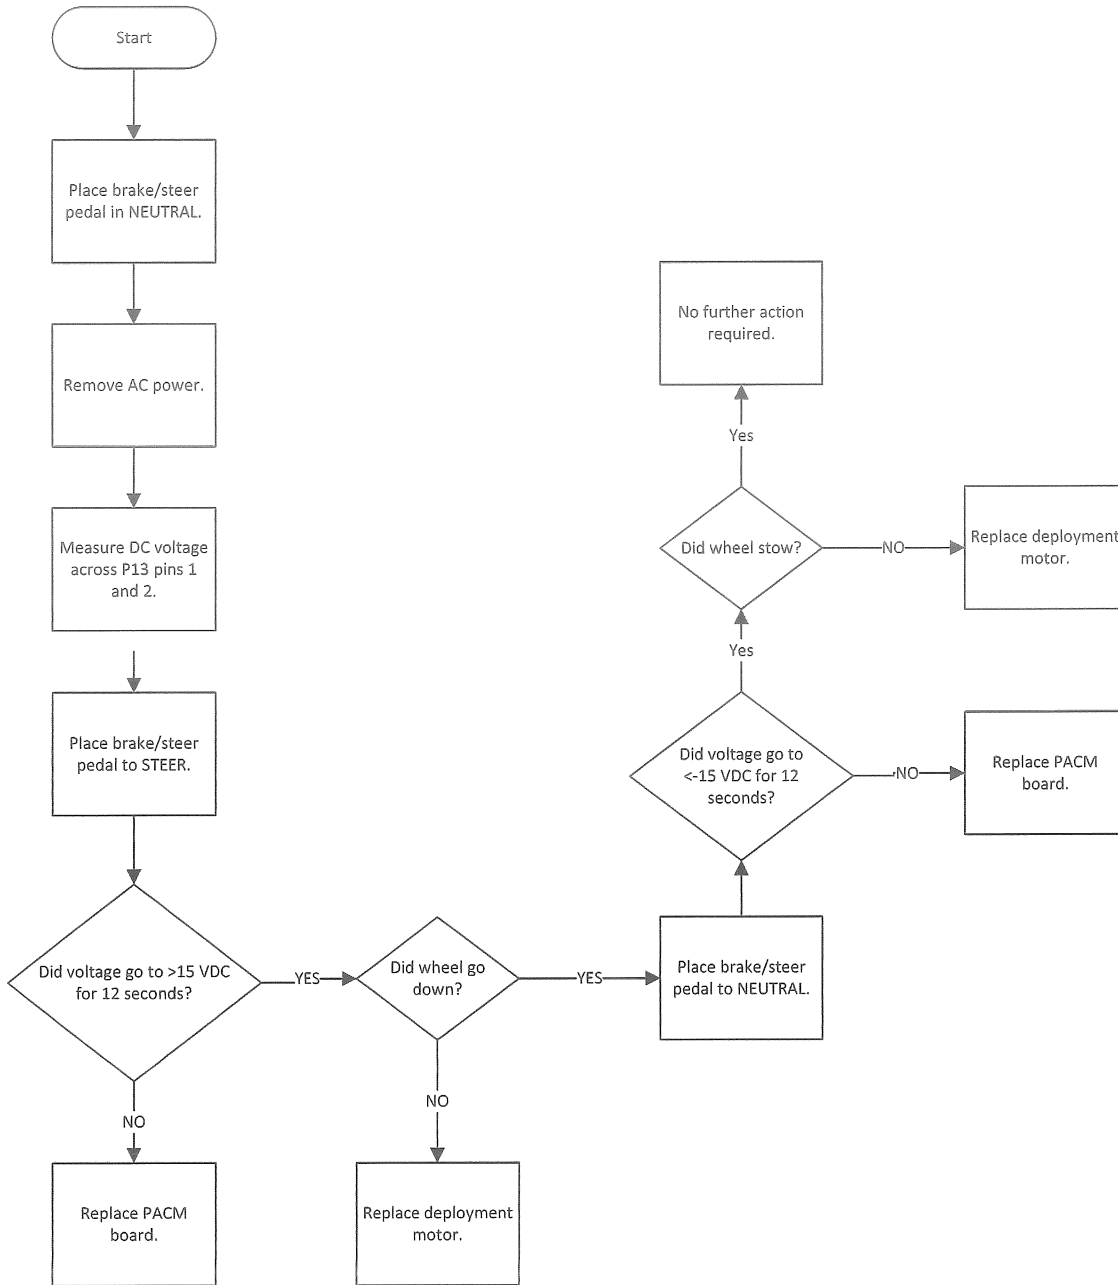 Start
Place brake/steer
pedal in NEUTRAL.
Remove AC power.
Measure DC voltage
across P13 pins 1
and 2.
Place brake/steer
pedal to STEER.
Did voltage go to >15 VDC
for 12 seconds?
NO
Replace PACM
board.
YES
Did wheel go
down?
NO
Replace deployment
motor.
YES
Place brake/steer
pedal to NEUTRAL.
Did voltage go to
<-15 VDC for 12
seconds?
NO
Replace PACM
board.
Yes
Did wheel stow?
NO
Replace deployment
motor.
Yes
No further action
required.